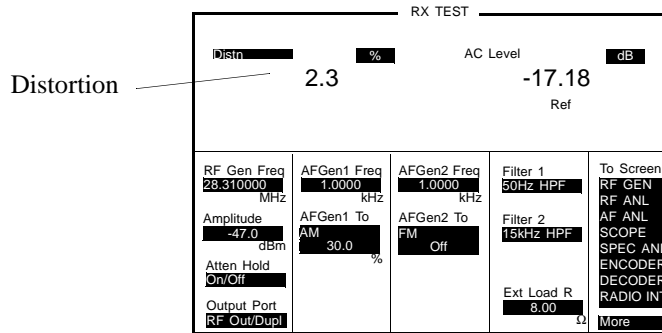 RX TEST
Distn % AC Level dB
Distortion
2.3 -17.18
Ref
RF Gen Freq AFGen1 Freq AFGen2 Freq Filter 1 To Screen
28.310000 1.0000 1.0000 50Hz HPF RF GEN
MHz kHz kHz RF ANL
Amplitude AFGen1 To AFGen2 To Filter 2 AF ANL
-47.0 AM FM 15kHz HPF SCOPE
dBm 30.0 Off SPEC ANL
% ENCODER
Atten Hold DECODER
On/Off Ext Load R RADIO INT
Output Port 8.00
RF Out/Dupl Ω More